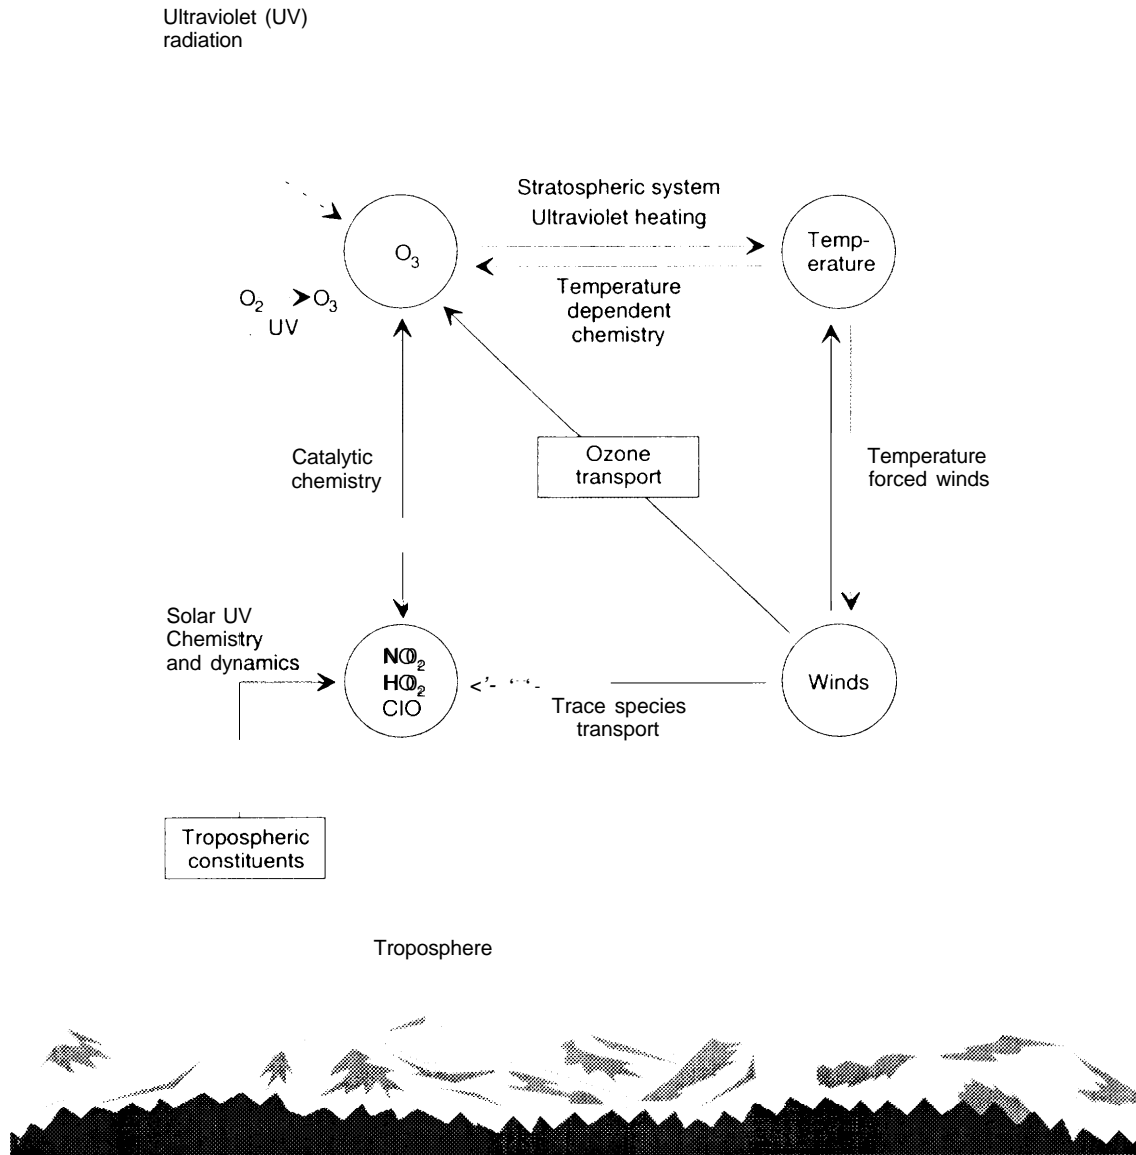 Ultraviolet (UV)
radiation
Stratospheric system
Ultraviolet heating
O₃
Temp-
erature
Temperature
dependent
chemistry
O₂ > O₃
UV
Catalytic
chemistry
Ozone
transport
Temperature
forced winds
Solar UV
Chemistry
and dynamics
NO₂
HO₂
ClO
Trace species
transport
Winds
Tropospheric
constituents
Troposphere